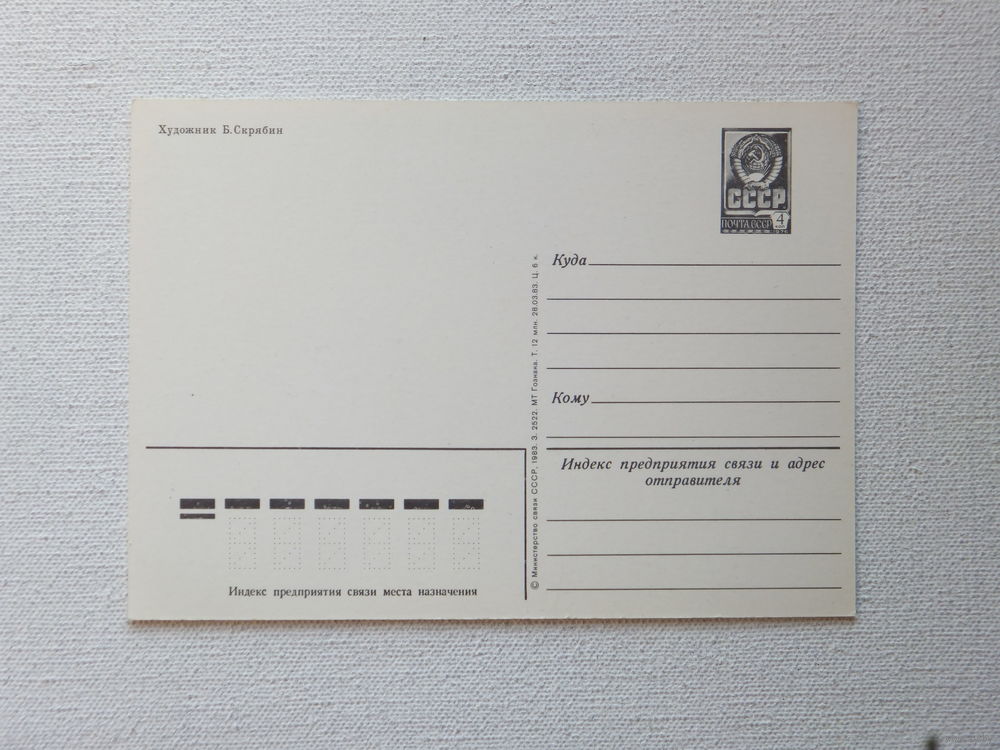 Художник Б.Скрябин
СССР
ПОЧТА СССР 4
Куда
© Министерство связи СССР, 1983. З. 2522. МТ Гознака. Т. 12 млн. 28.03.83. Ц. 6 к.
Кому
Индекс предприятия связи и адрес
отправителя
Индекс предприятия связи места назначения